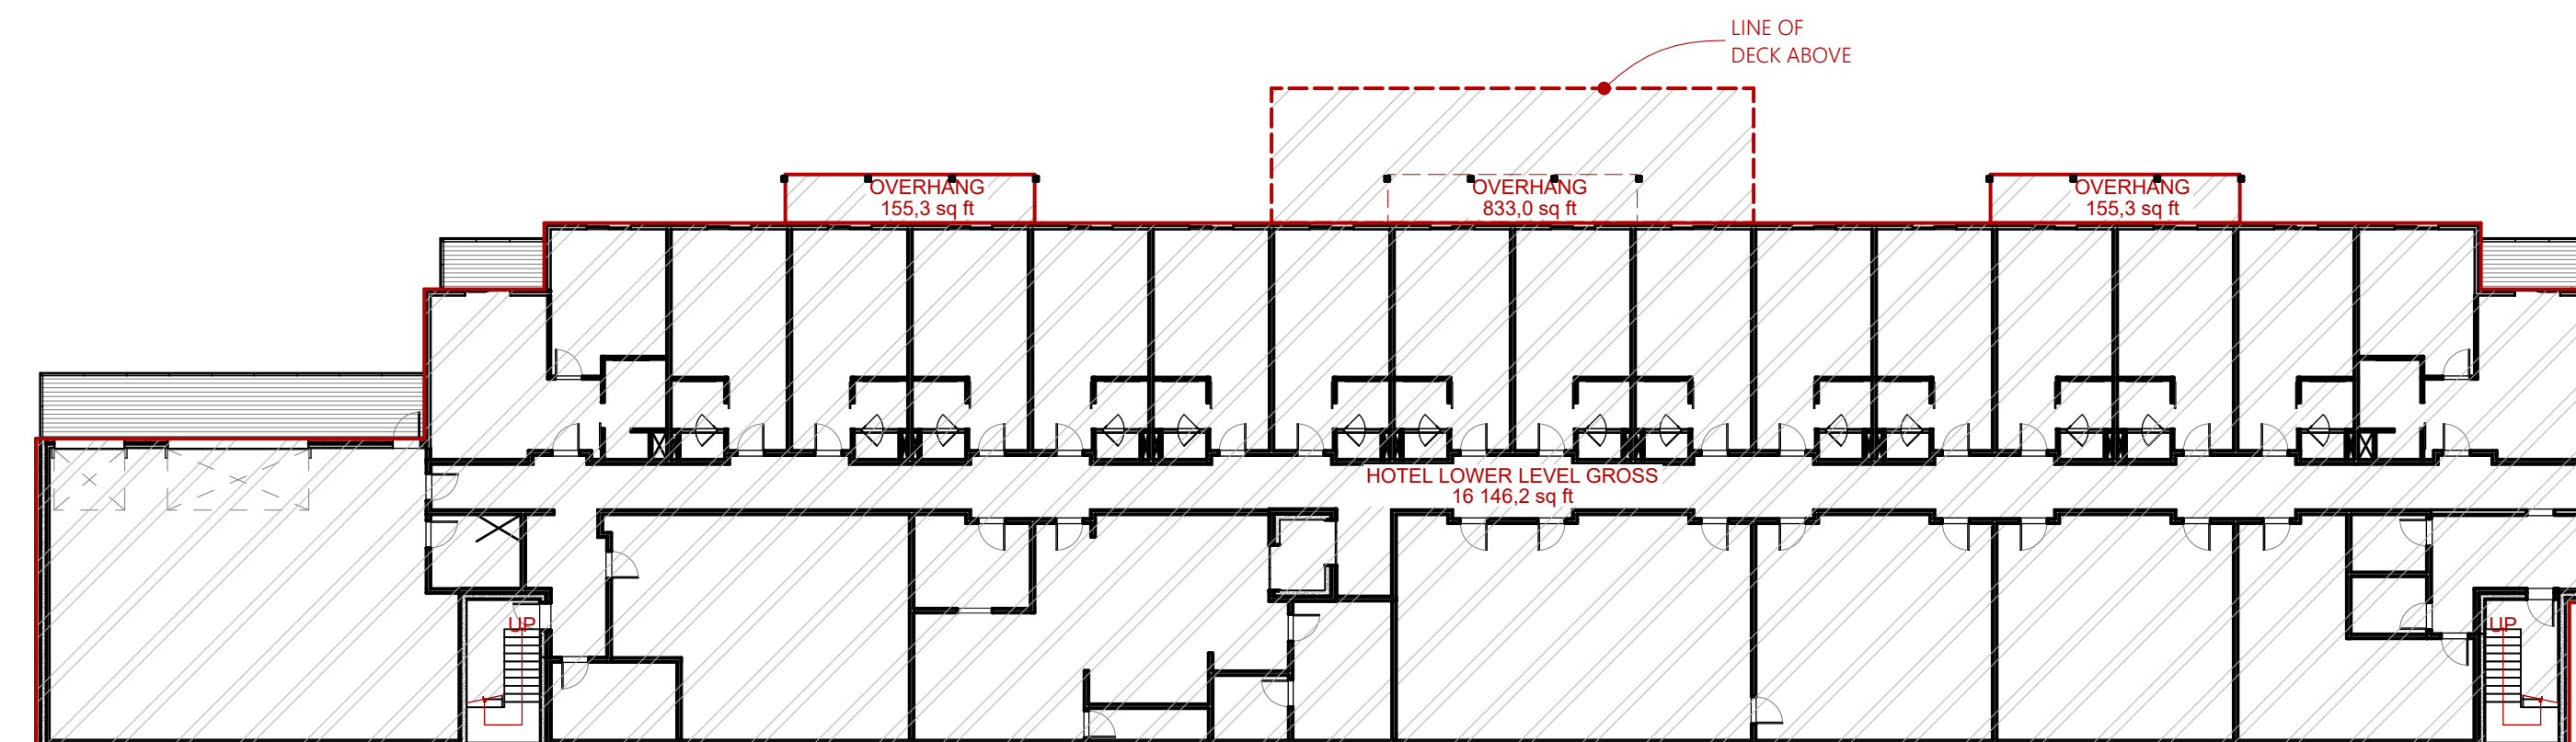 LINE OF
DECK ABOVE
OVERHANG
155,3 sq ft
OVERHANG
833,0 sq ft
OVERHANG
155,3 sq ft
HOTEL LOWER LEVEL GROSS
16 146,2 sq ft
UP
UP